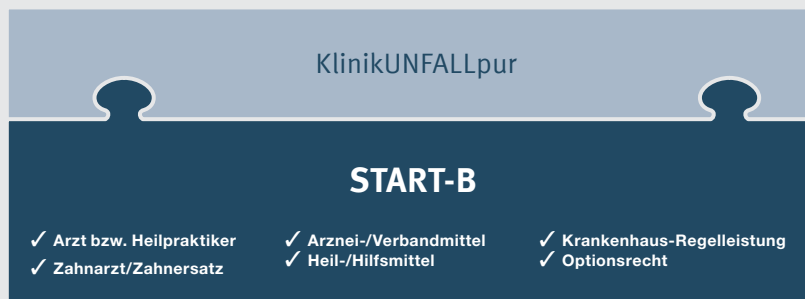 KlinikUNFALLpur
START-B
✓ Arzt bzw. Heilpraktiker
✓ Zahnarzt/Zahnersatz
✓ Arznei-/Verbandmittel
✓ Heil-/Hilfsmittel
✓ Krankenhaus-Regelleistung
✓ Optionsrecht